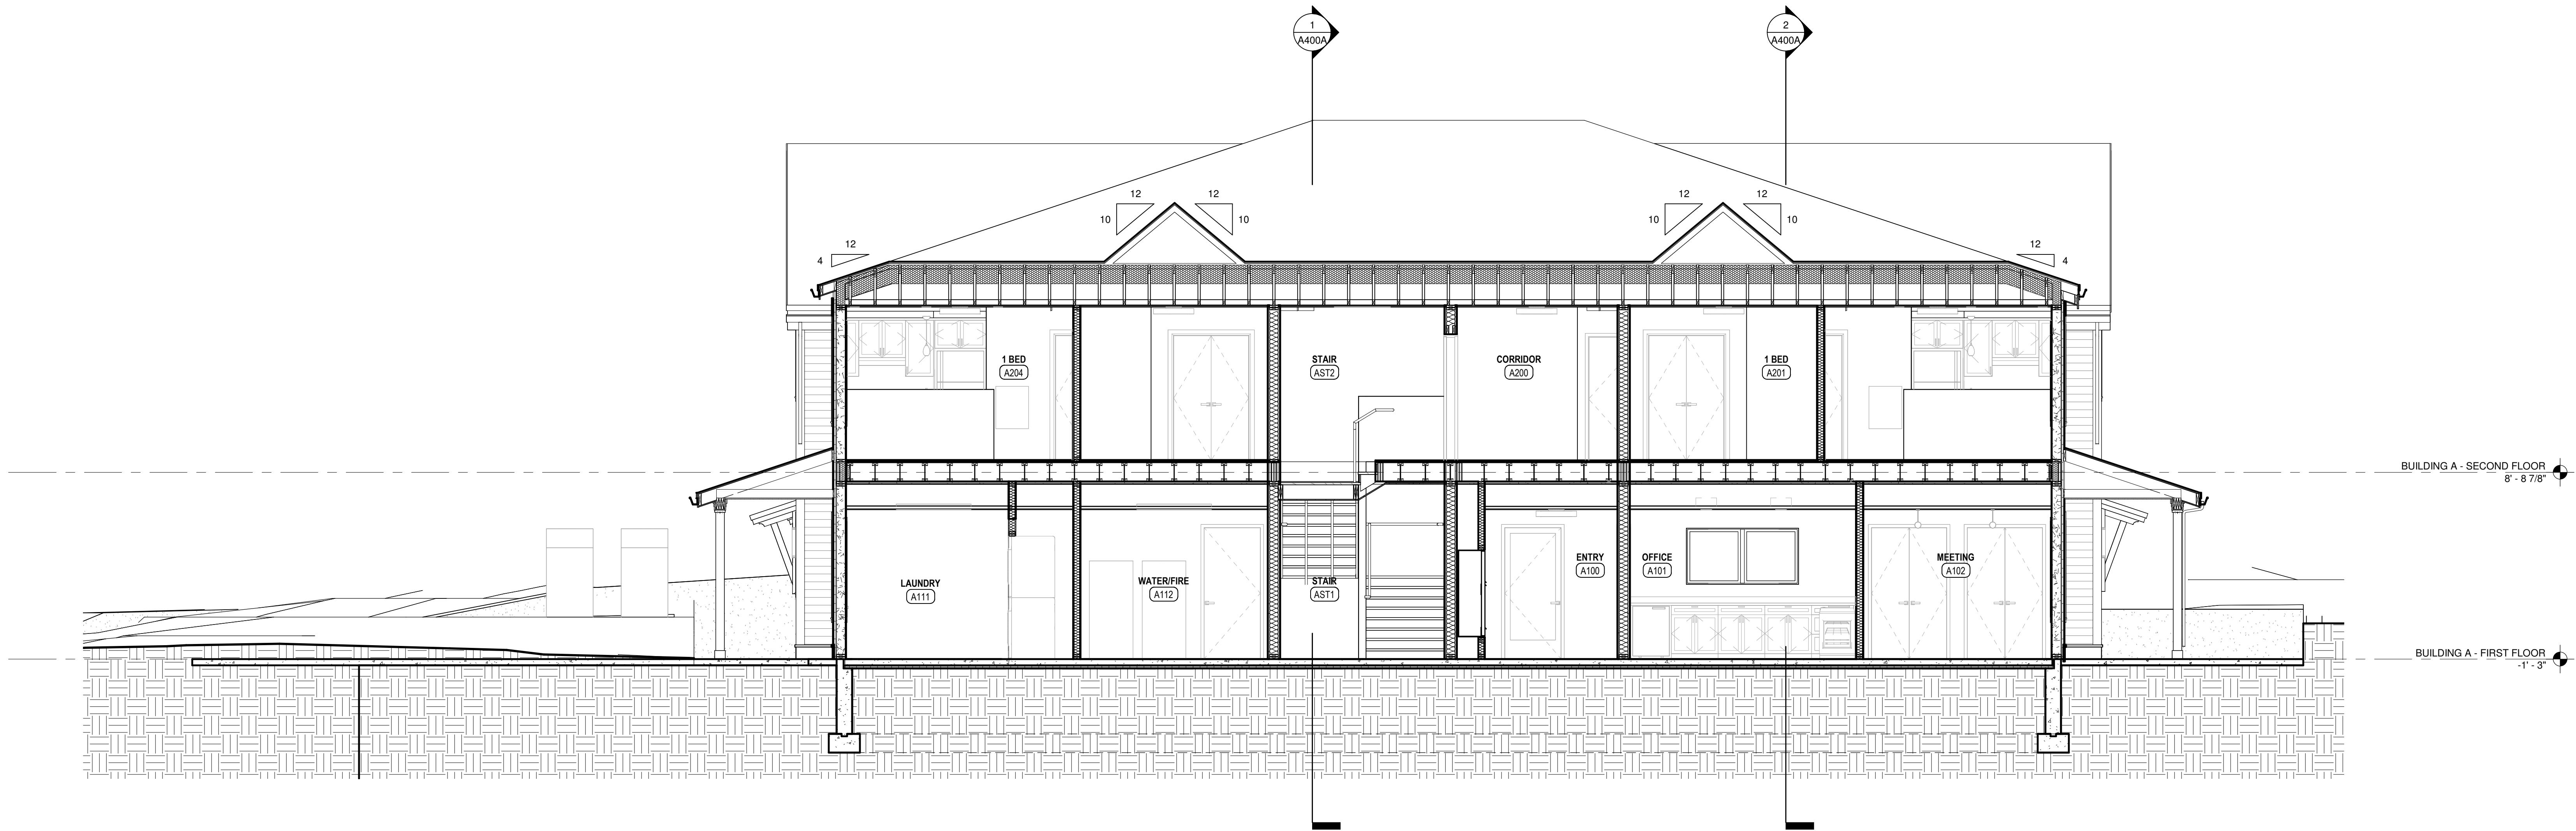 1
A400A
2
A400A
12
12
10
10
12
12
10
10
12
4
12
4
1 BED
A204
STAIR
AST2
CORRIDOR
A200
1 BED
A201
BUILDING A - SECOND FLOOR
8' - 8 7/8"
LAUNDRY
A111
WATER/FIRE
A112
STAIR
AST1
ENTRY
A100
OFFICE
A101
MEETING
A102
BUILDING A - FIRST FLOOR
-1' - 3"